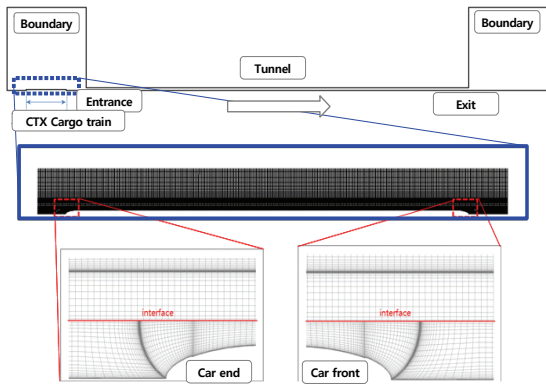 Boundary
Boundary
Tunnel
Entrance
Exit
CTX Cargo train
interface
interface
Car end
Car front